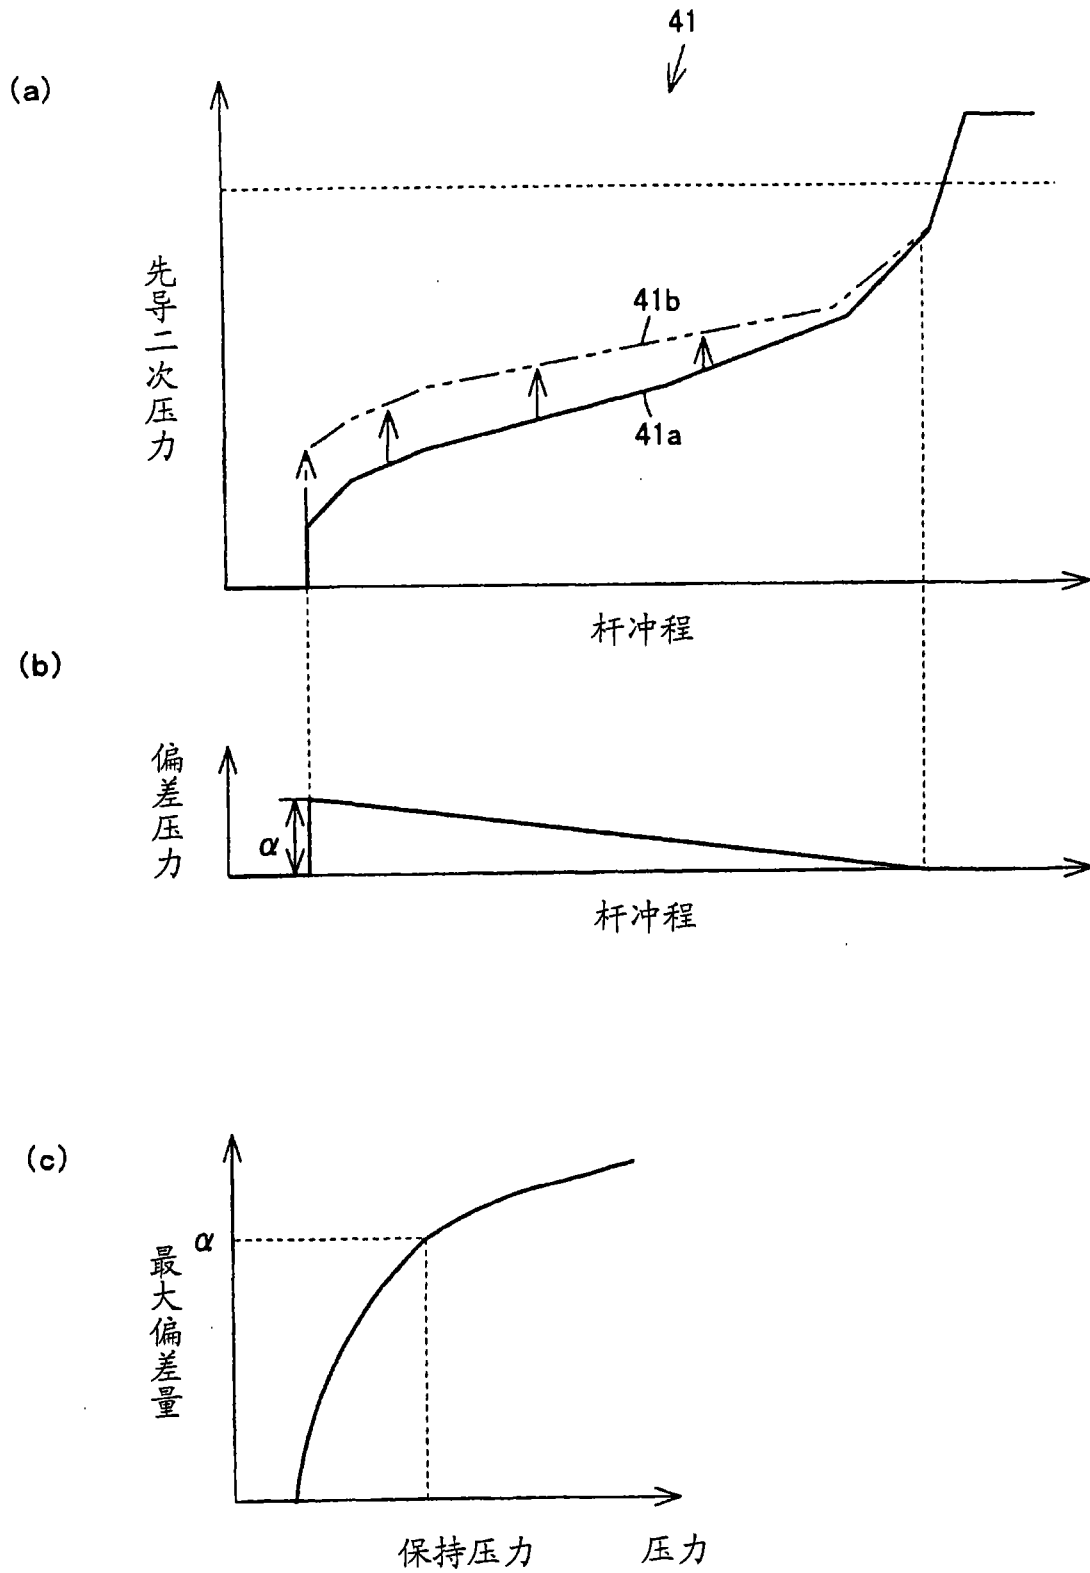 41
(a)
先导二次压力
41b
41a
杆冲程
(b)
偏差压力
α
杆冲程
(c)
α
最大偏差量
保持压力
压力